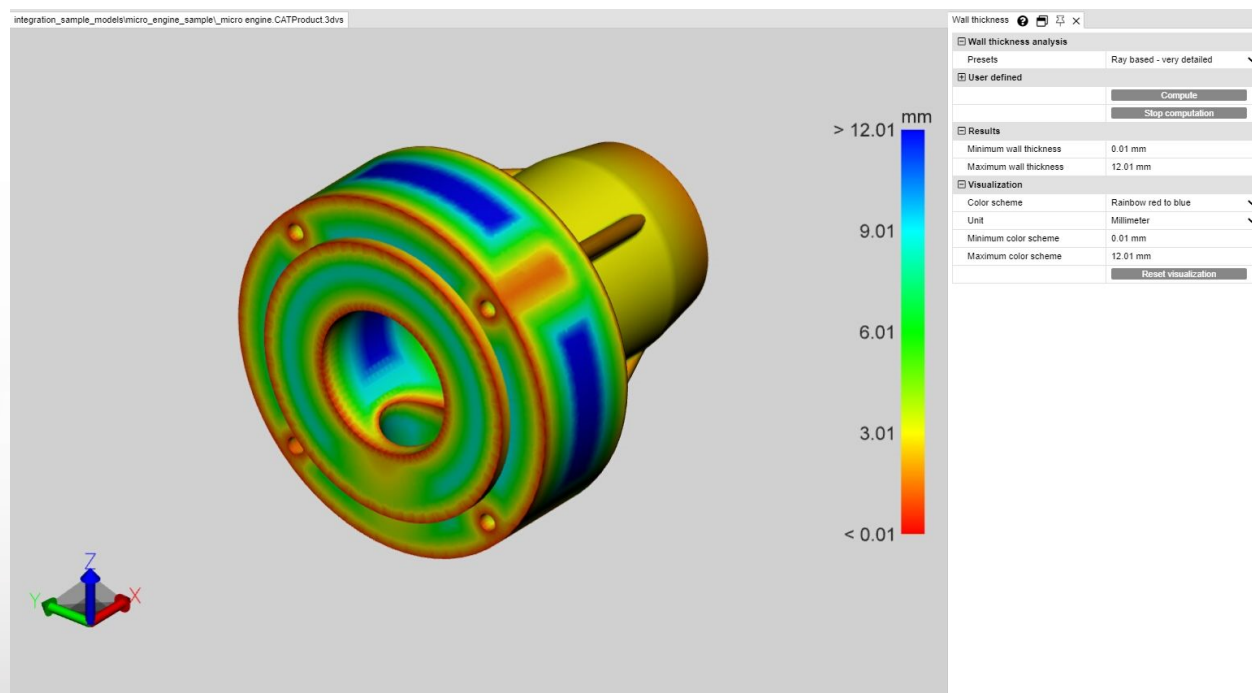 integration_sample_models\micro_engine_sample\_micro engine.CATProduct.3dvs
mm
> 12.01
9.01
6.01
3.01
< 0.01
Z
Y
X
Wall thickness
Wall thickness analysis
Presets Ray based - very detailed
User defined
Compute
Stop computation
Results
Minimum wall thickness 0.01 mm
Maximum wall thickness 12.01 mm
Visualization
Color scheme Rainbow red to blue
Unit Millimeter
Minimum color scheme 0.01 mm
Maximum color scheme 12.01 mm
Reset visualization